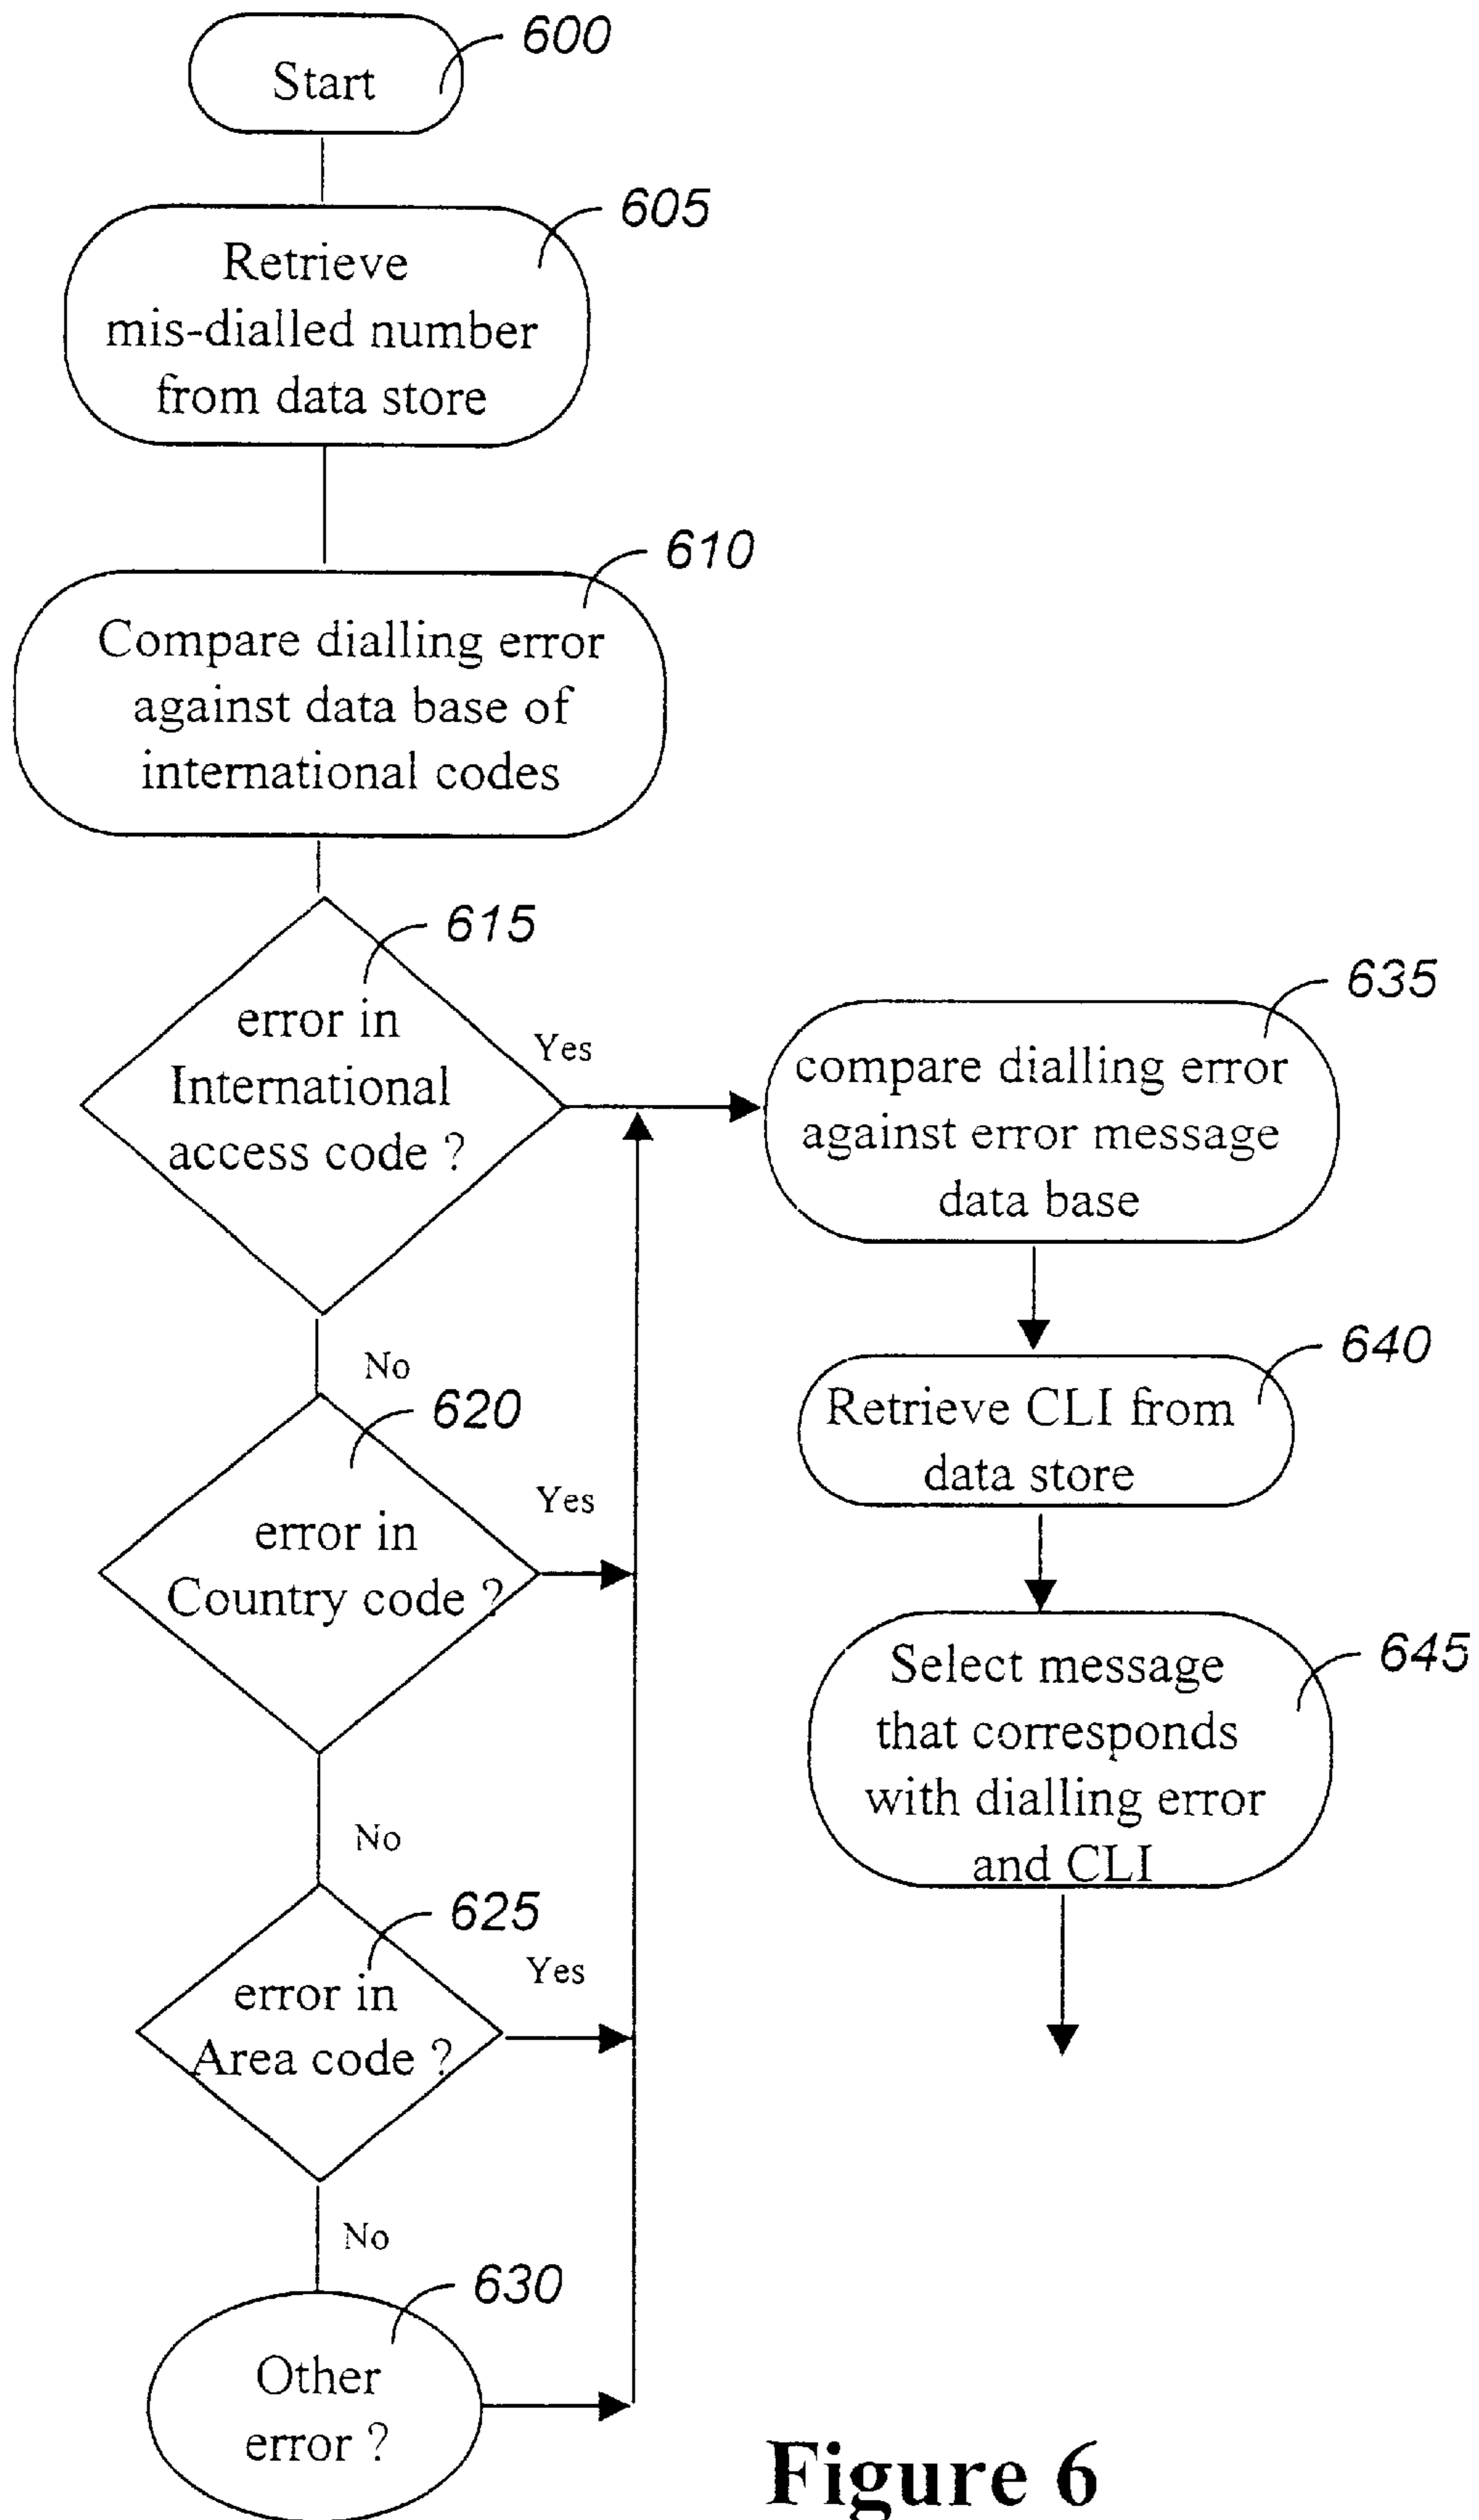 600
Start
605
Retrieve
mis-dialled number
from data store
610
Compare dialling error
against data base of
international codes
615
error in
International
access code ?
Yes
No
620
error in
Country code ?
Yes
No
625
error in
Area code ?
Yes
No
630
Other
error ?
635
compare dialling error
against error message
data base
640
Retrieve CLI from
data store
645
Select message
that corresponds
with dialling error
and CLI
Figure 6